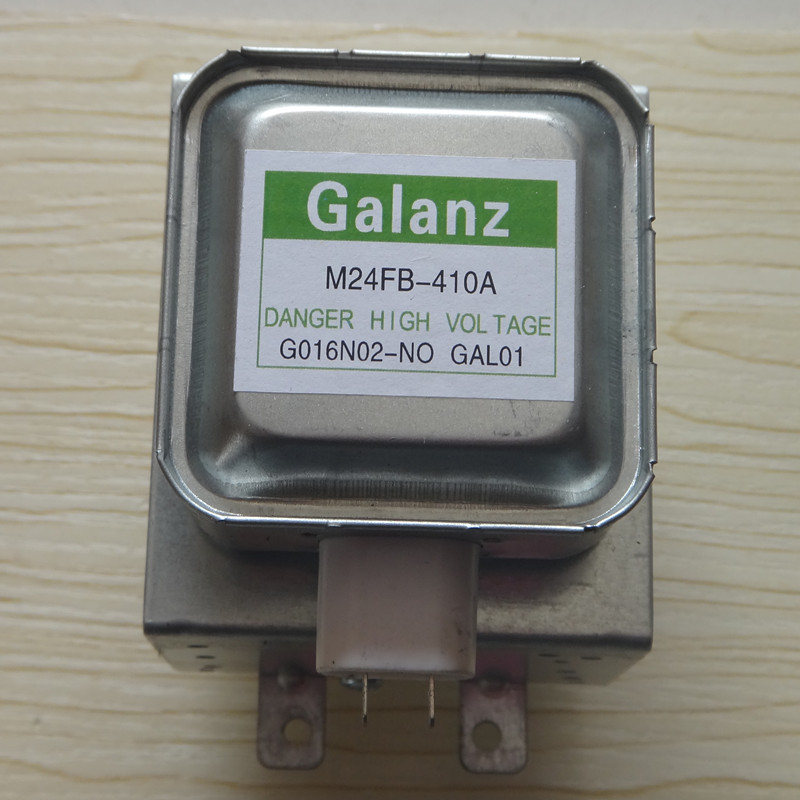 Galanz
M24FB-410A
DANGER HIGH VOLTAGE
G016N02-NO GAL01